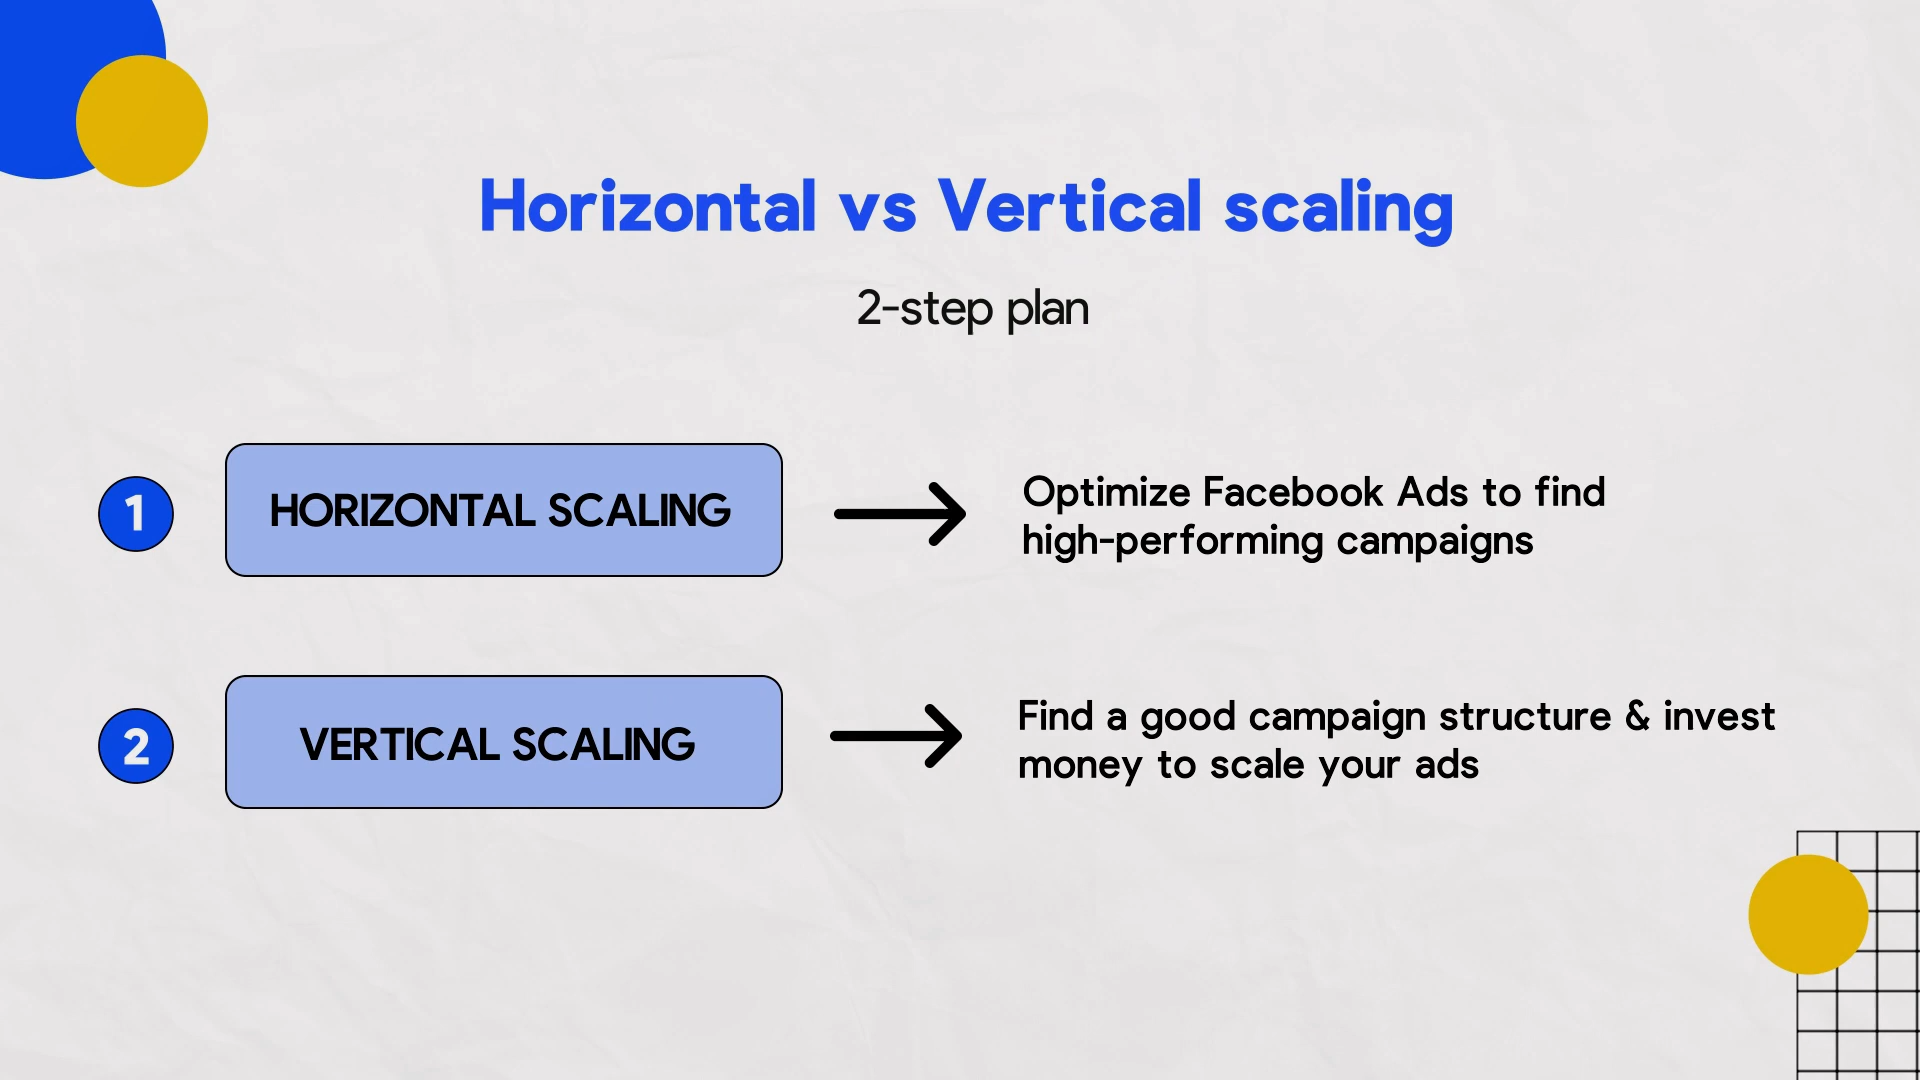 Horizontal vs Vertical scaling
2-step plan
1
HORIZONTAL SCALING
Optimize Facebook Ads to find
high-performing campaigns
2
VERTICAL SCALING
Find a good campaign structure & invest
money to scale your ads